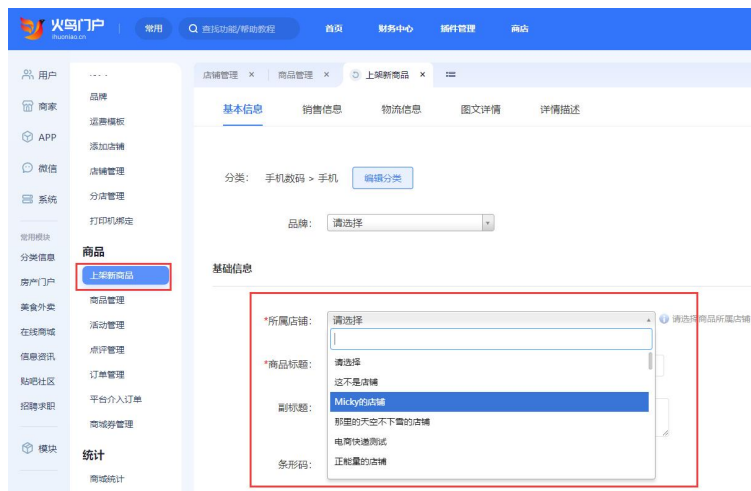 火鸟门户
huoniao.cn
常用
查找功能/帮助教程
首页
财务中心
插件管理
商店
用户
商家
APP
微信
系统
常用模块
分类信息
房产门户
美食外卖
在线商城
信息资讯
贴吧社区
招聘求职
模块
品牌
运费模板
添加店铺
店铺管理
分店管理
打印机绑定
商品
上架新商品
商品管理
活动管理
点评管理
订单管理
平台介入订单
商城券管理
统计
商城统计
店铺管理 ×
商品管理 ×
上架新商品 ×
基本信息
销售信息
物流信息
图文详情
详情描述
分类： 手机数码 > 手机 编辑分类
品牌： 请选择
基础信息
*所属店铺： 请选择 请选择商品所属店铺
请选择
*商品标题：
这不是店铺
Micky的店铺
副标题：
那里的天空不下雪的店铺
电商快递测试
正能量的店铺
条形码：